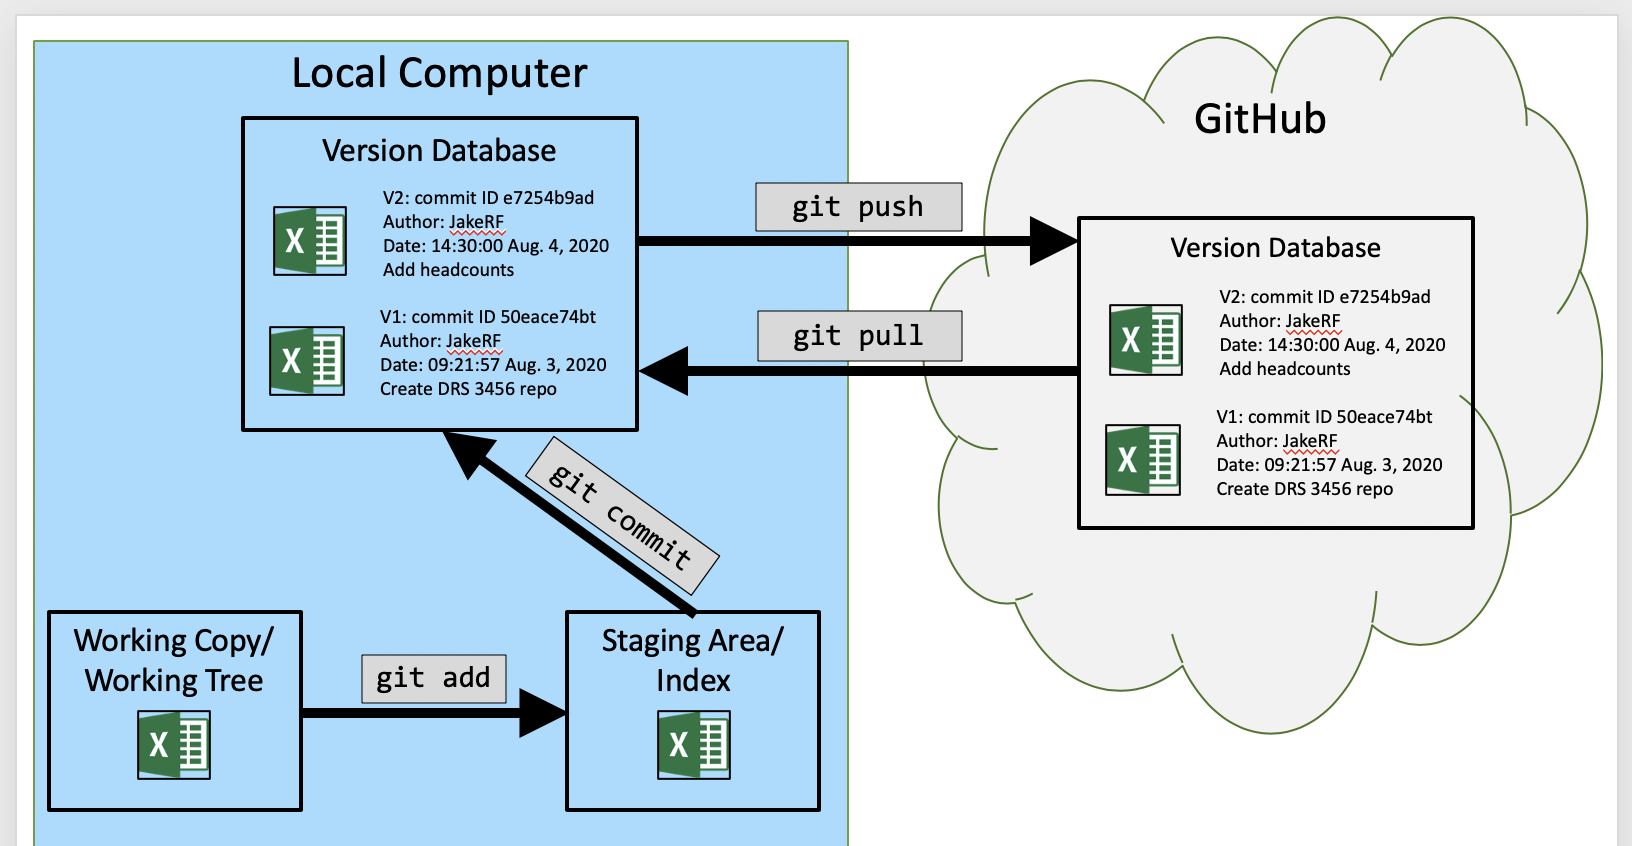 Local Computer
Version Database
V2: commit ID e7254b9ad
Author: JakeRF
Date: 14:30:00 Aug. 4, 2020
Add headcounts
V1: commit ID 50eace74bt
Author: JakeRF
Date: 09:21:57 Aug. 3, 2020
Create DRS 3456 repo
git push
git pull
GitHub
Version Database
V2: commit ID e7254b9ad
Author: JakeRF
Date: 14:30:00 Aug. 4, 2020
Add headcounts
V1: commit ID 50eace74bt
Author: JakeRF
Date: 09:21:57 Aug. 3, 2020
Create DRS 3456 repo
git commit
Working Copy/
Working Tree
git add
Staging Area/
Index
X
X
X
X
X
X